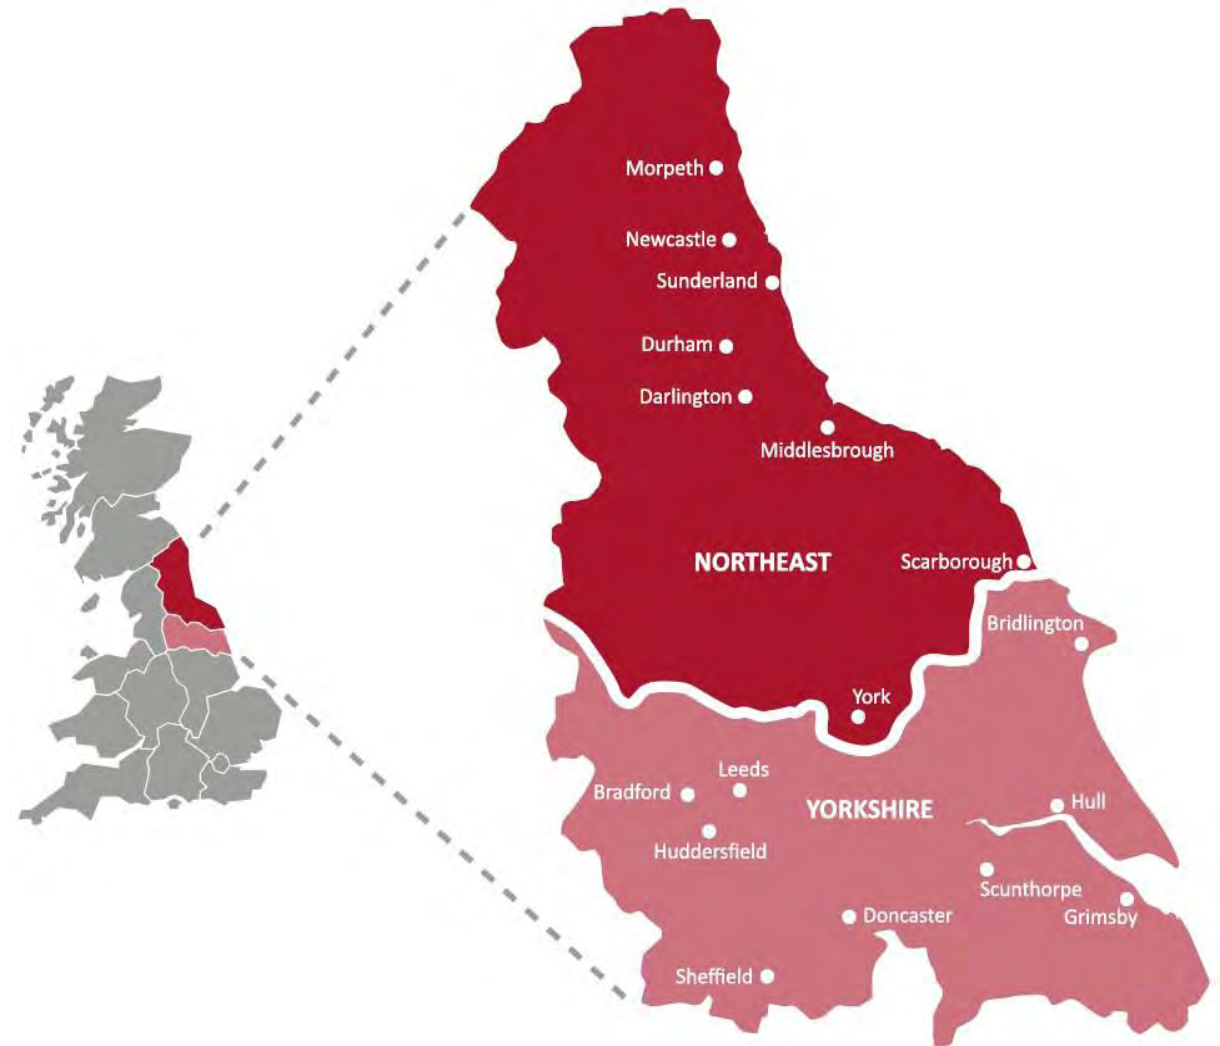 Morpeth
Newcastle
Sunderland
Durham
Darlington
Middlesbrough
NORTHEAST
Scarborough
Bridlington
York
Leeds
Bradford
YORKSHIRE
Hull
Huddersfield
Scunthorpe
Grimsby
Doncaster
Sheffield